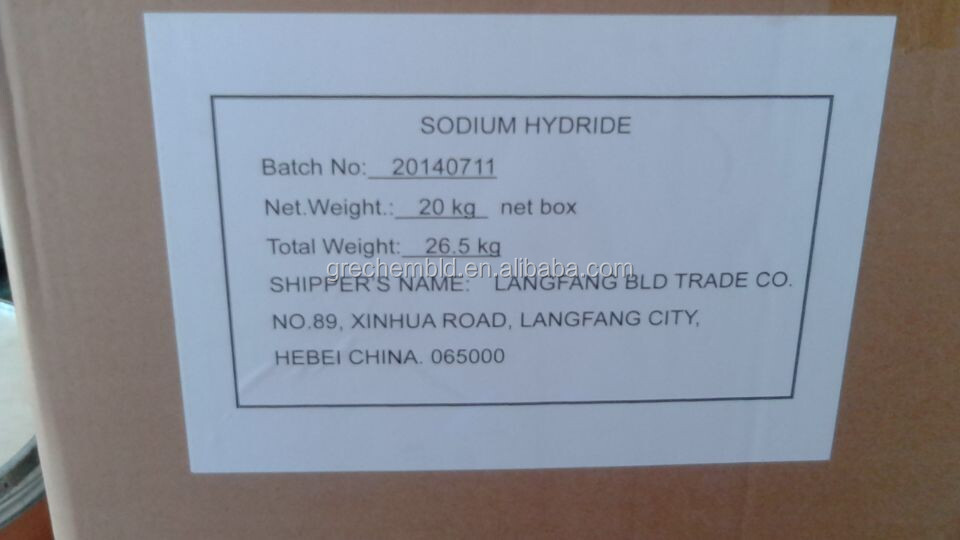 SODIUM HYDRIDE
Batch No: 20140711
Net.Weight.: 20 kg net box
Total Weight: 26.5 kg
grechembld.en.alibaba.com
SHIPPER'S NAME: LANGFANG BLD TRADE CO.
NO.89, XINHUA ROAD, LANGFANG CITY,
HEBEI CHINA. 065000